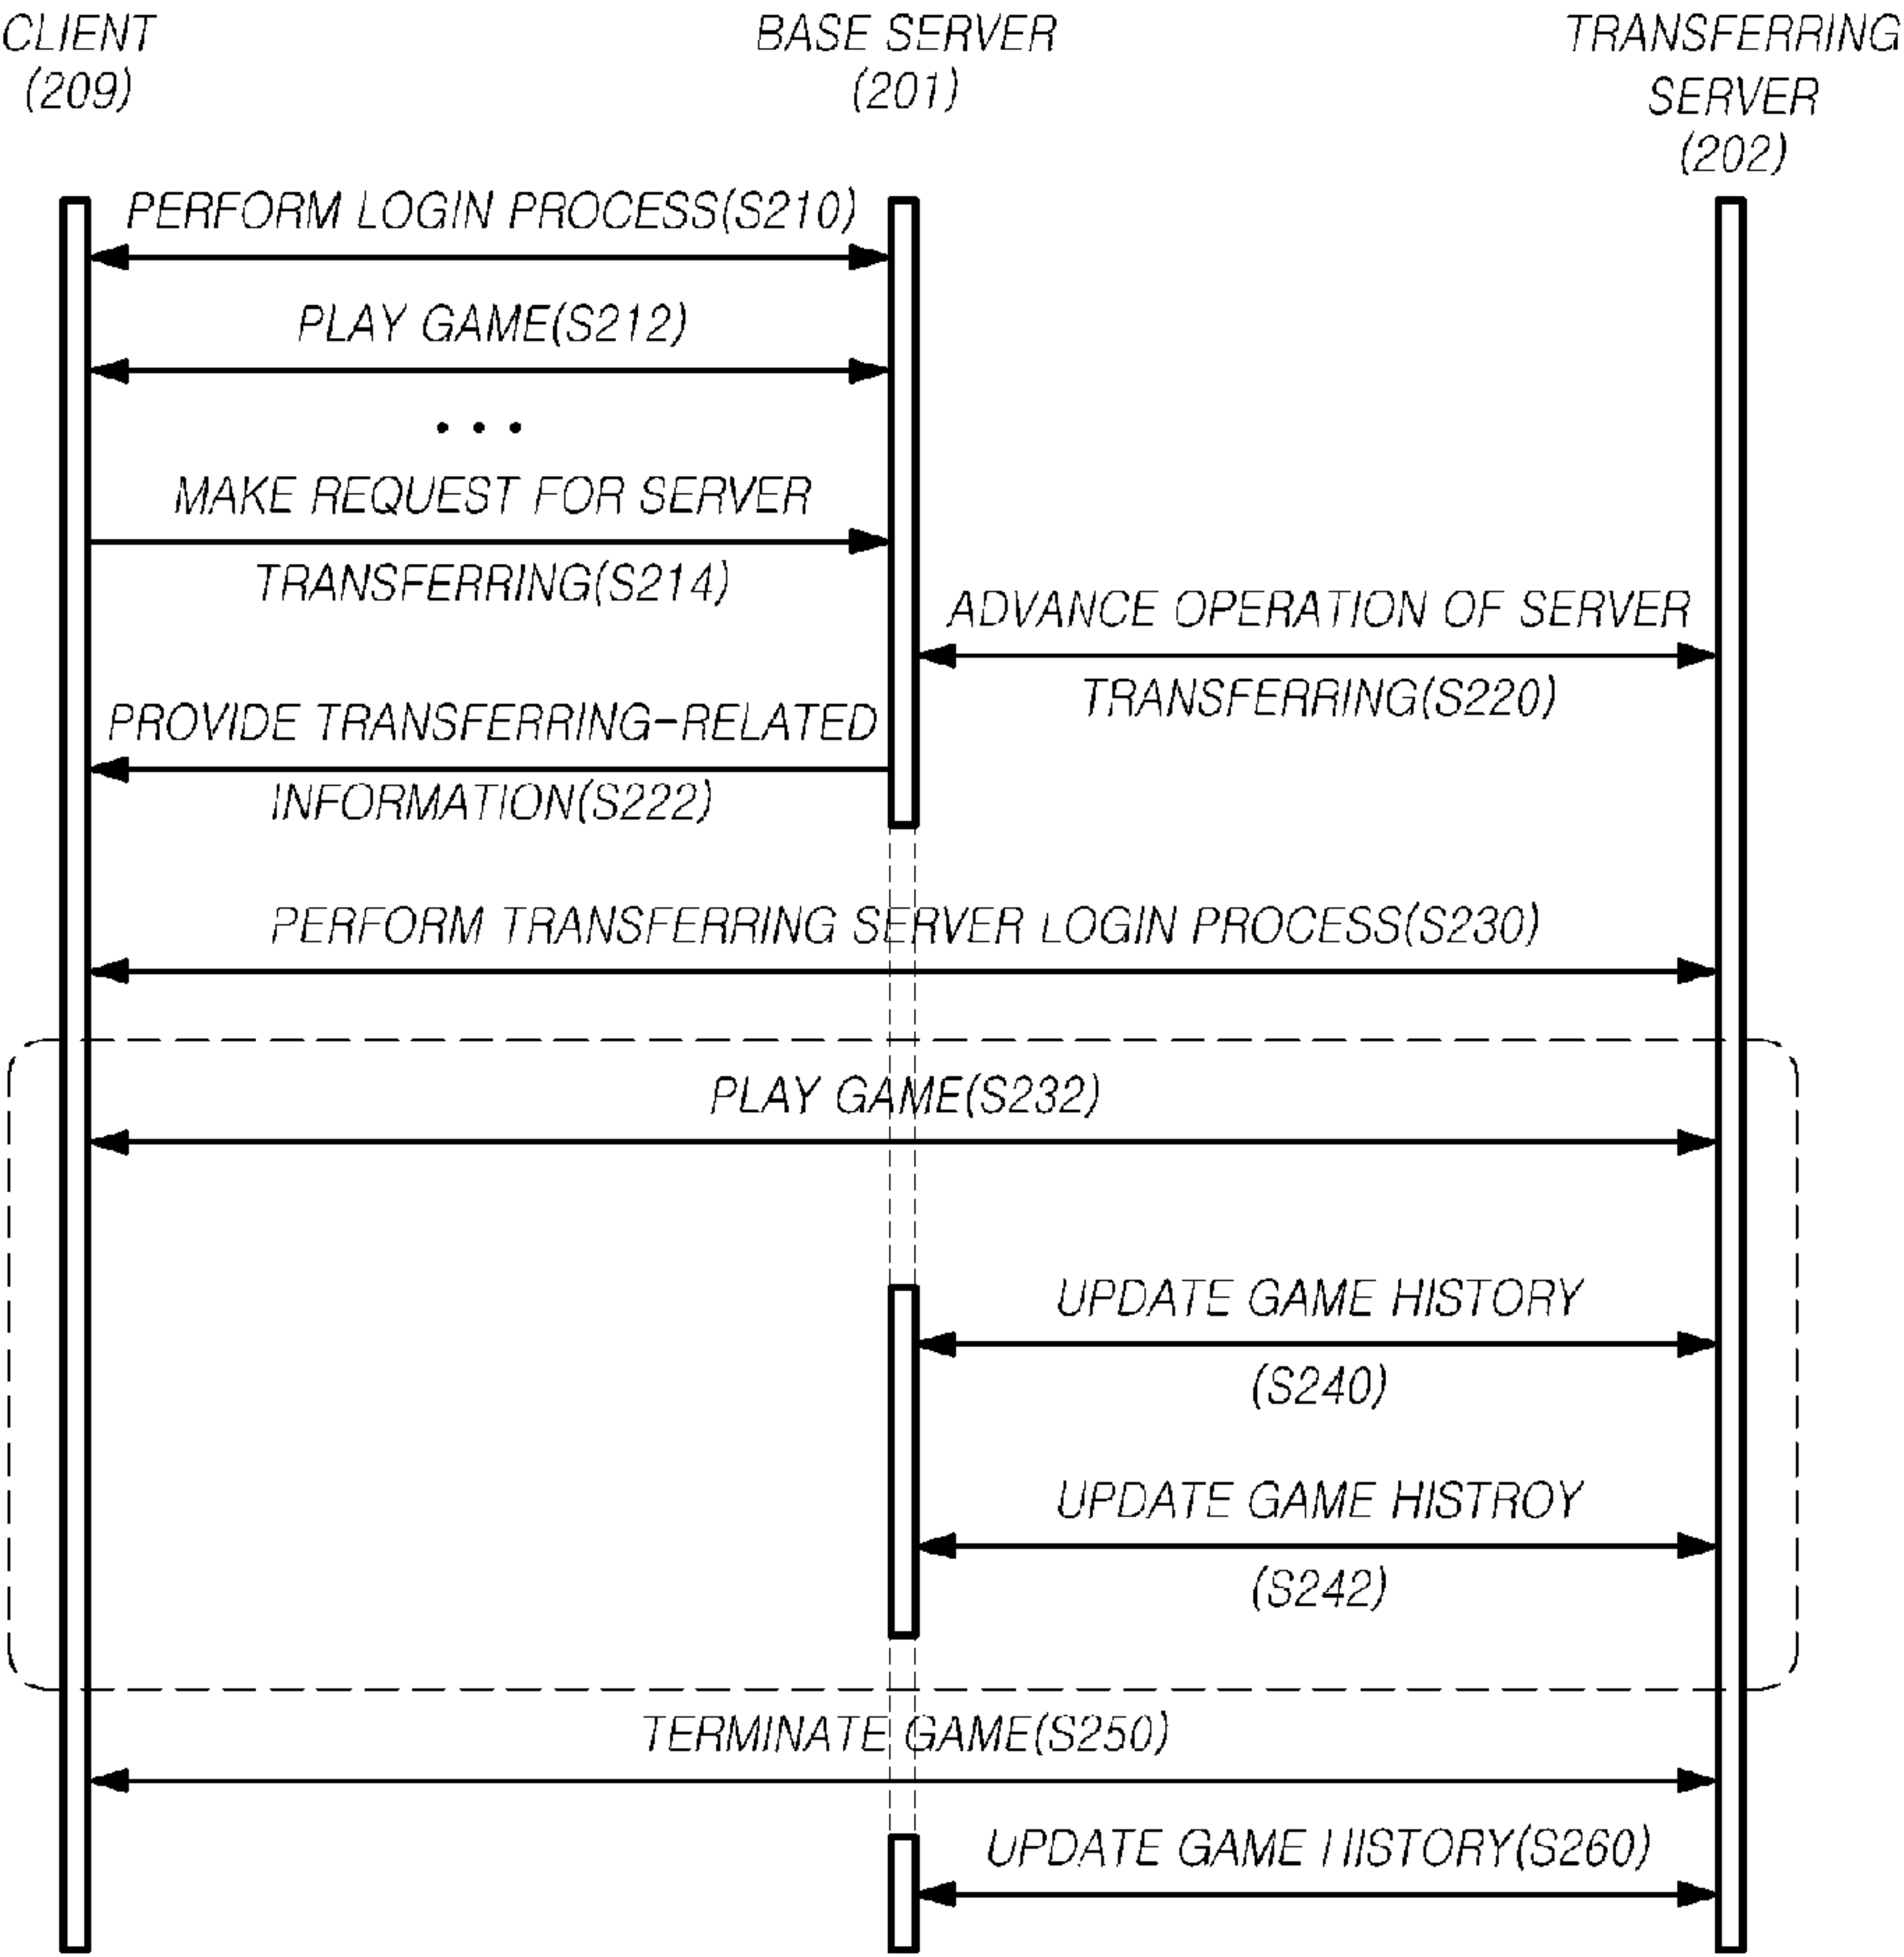 CLIENT
(209)
BASE SERVER
(201)
TRANSFERRING
SERVER
(202)
PERFORM LOGIN PROCESS(S210)
PLAY GAME(S212)
...
MAKE REQUEST FOR SERVER
TRANSFERRING(S214)
ADVANCE OPERATION OF SERVER
TRANSFERRING(S220)
PROVIDE TRANSFERRING-RELATED
INFORMATION(S222)
PERFORM TRANSFERRING SERVER LOGIN PROCESS(S230)
PLAY GAME(S232)
UPDATE GAME HISTORY
(S240)
UPDATE GAME HISTROY
(S242)
TERMINATE GAME(S250)
UPDATE GAME HISTORY(S260)